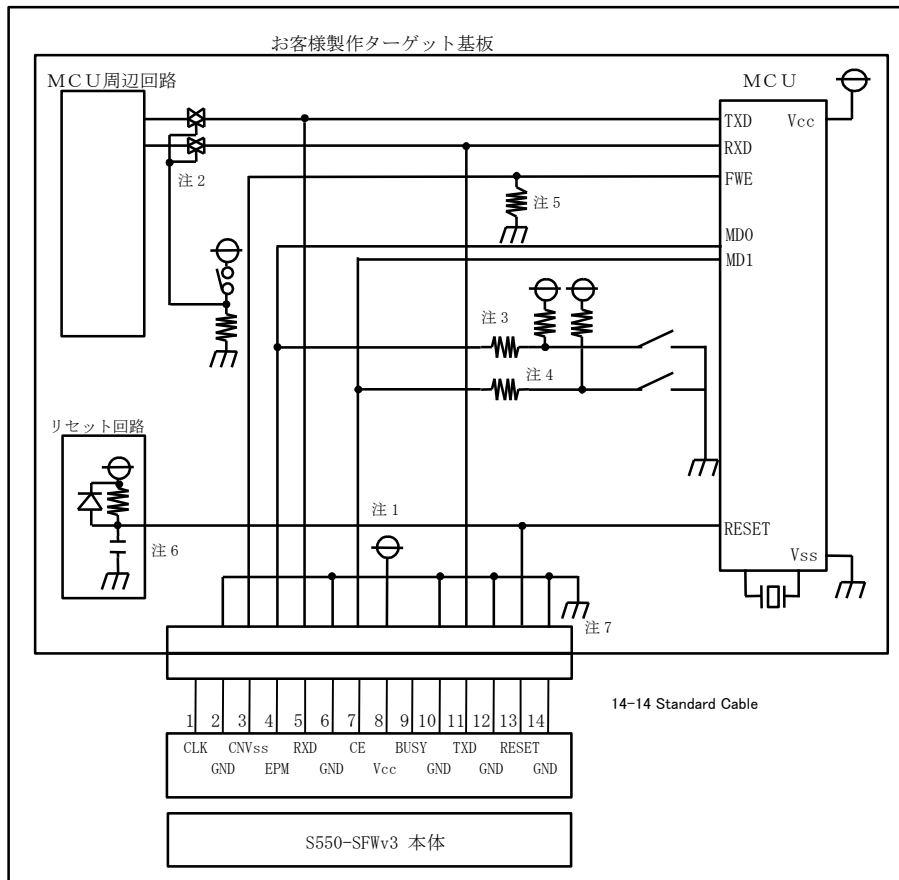 お客様製作ターゲット基板
MCU周辺回路
MCU
TXD Vcc
RXD
注2
FWE
注5
MD0
MD1
注3
注4
リセット回路
注1
RESET
注6
Vss
注7
14-14 Standard Cable
1 2 3 4 5 6 7 8 9 10 11 12 13 14
CLK CNVss RXD CE BUSY TXD RESET
GND EPM GND Vcc GND GND GND
S550-SFWv3 本体